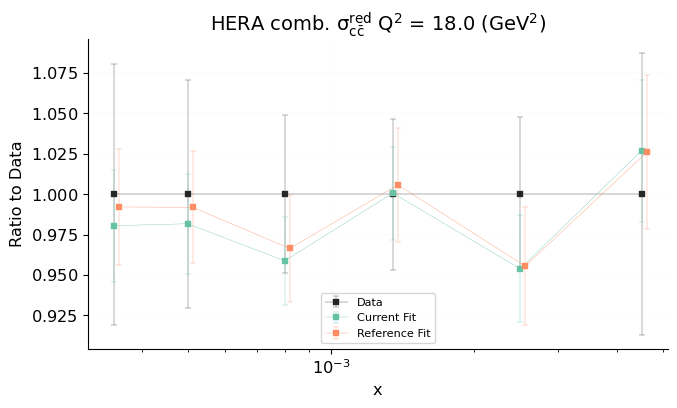 HERA comb. σ^red_cc̄ Q² = 18.0 (GeV²)
Ratio to Data
1.075
1.050
1.025
1.000
0.975
0.950
0.925
Data
Current Fit
Reference Fit
10⁻³
x